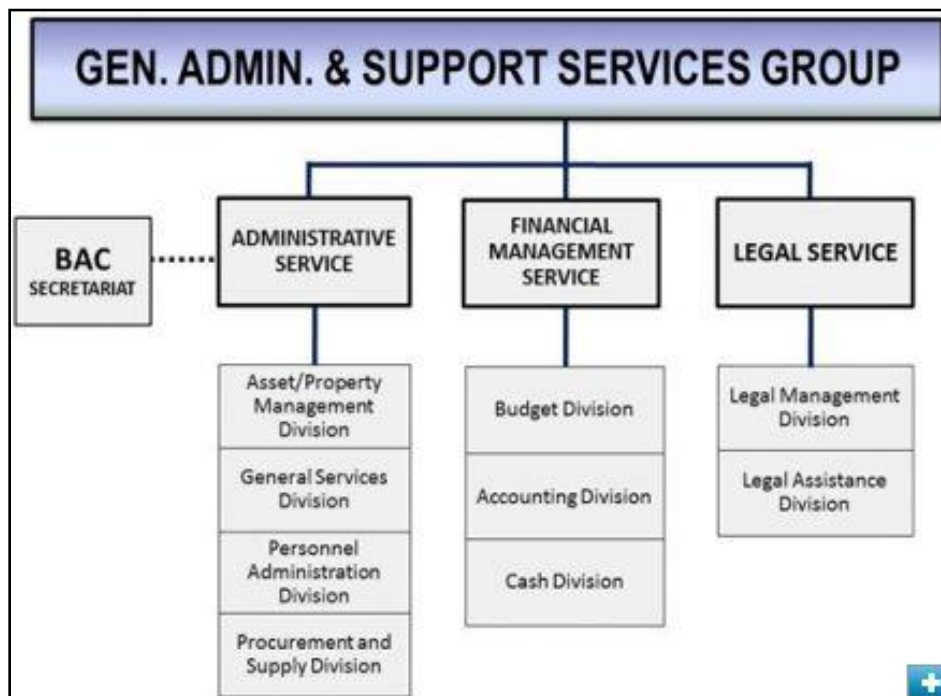 GEN. ADMIN. & SUPPORT SERVICES GROUP
BAC
SECRETARIAT
ADMINISTRATIVE
SERVICE
FINANCIAL
MANAGEMENT
SERVICE
LEGAL SERVICE
Asset/Property
Management
Division
General Services
Division
Personnel
Administration
Division
Procurement and
Supply Division
Budget Division
Accounting Division
Cash Division
Legal Management
Division
Legal Assistance
Division